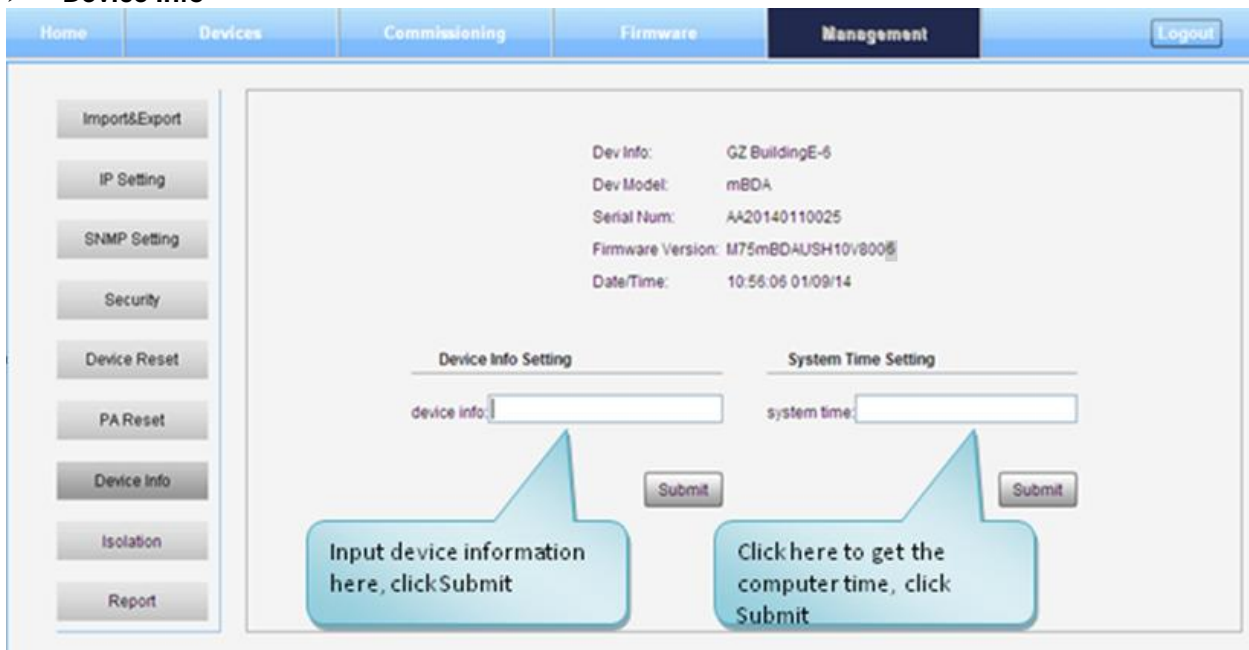 Device Info
Home Devices Commissioning Firmware Management Logout
Import&Export
IP Setting
SNMP Setting
Security
Device Reset
PA Reset
Device Info
Isolation
Report
Dev Info: GZ BuildingE-6
Dev Model: mBDA
Serial Num: AA20140110025
Firmware Version: M75mBDAUSH10V8006
Date/Time: 10:56:06 01/09/14
Device Info Setting
device info:
Submit
System Time Setting
system time:
Submit
Input device information
here, click Submit
Click here to get the
computer time, click
Submit